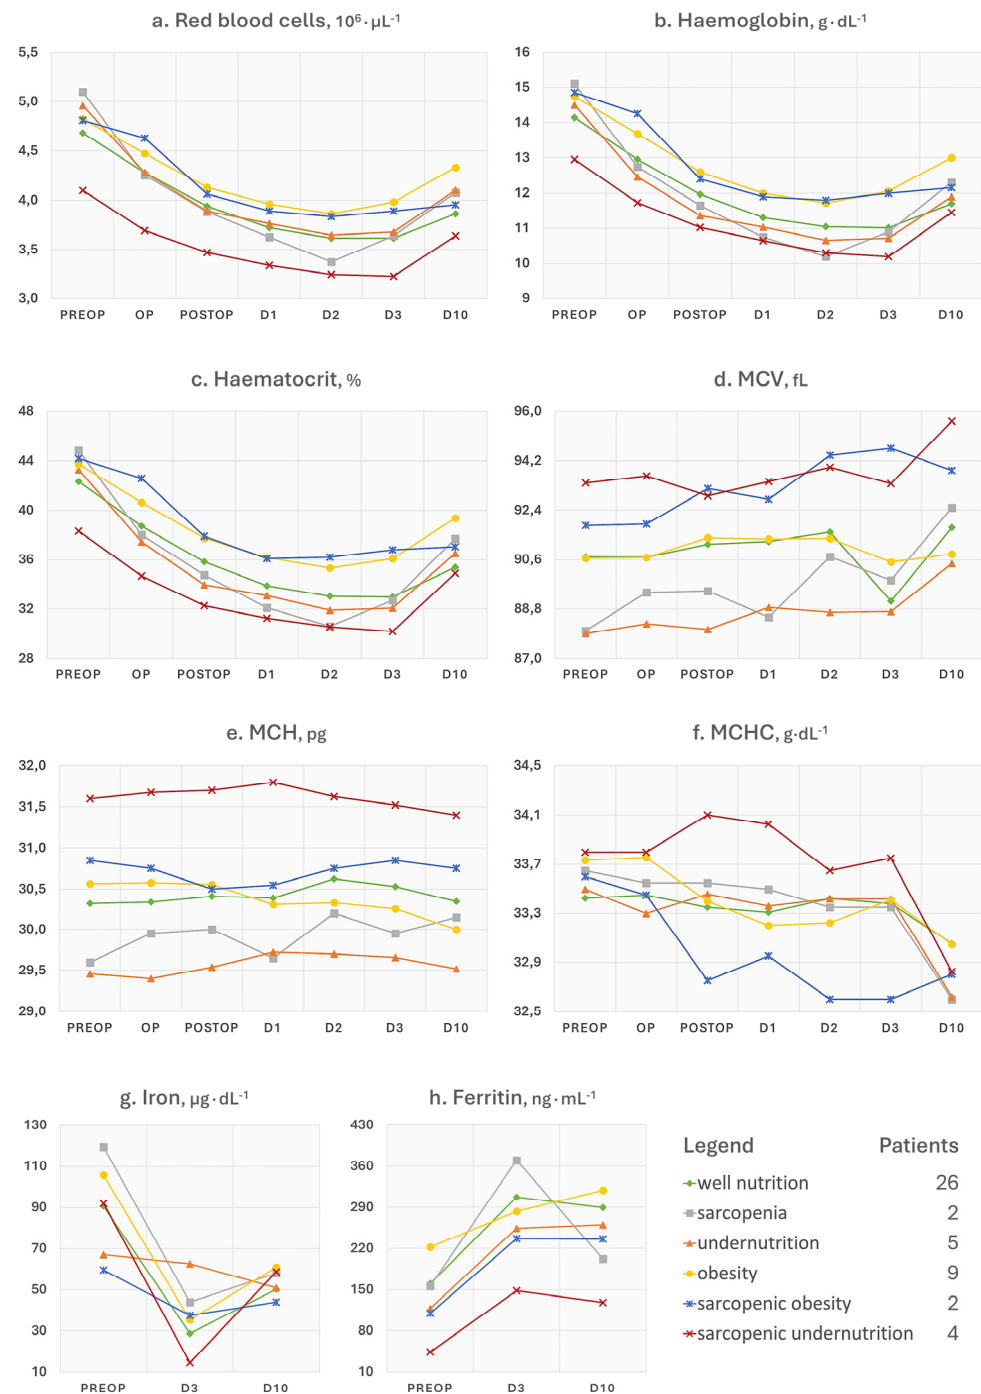 a. Red blood cells, 10⁶·µL⁻¹
5,5
5,0
4,5
4,0
3,5
3,0
PREOP OP POSTOP D1 D2 D3 D10
b. Haemoglobin, g·dL⁻¹
16
15
14
13
12
11
10
9
PREOP OP POSTOP D1 D2 D3 D10
c. Haematocrit, %
48
44
40
36
32
28
PREOP OP POSTOP D1 D2 D3 D10
d. MCV, fL
96,0
94,2
92,4
90,6
88,8
87,0
PREOP OP POSTOP D1 D2 D3 D10
e. MCH, pg
32,0
31,5
31,0
30,5
30,0
29,5
29,0
PREOP OP POSTOP D1 D2 D3 D10
f. MCHC, g·dL⁻¹
34,5
34,1
33,7
33,3
32,9
32,5
PREOP OP POSTOP D1 D2 D3 D10
g. Iron, µg·dL⁻¹
130
110
90
70
50
30
10
PREOP D3 D10
h. Ferritin, ng·mL⁻¹
430
360
290
220
150
80
10
PREOP D3 D10
Legend Patients
well nutrition 26
sarcopenia 2
undernutrition 5
obesity 9
sarcopenic obesity 2
sarcopenic undernutrition 4